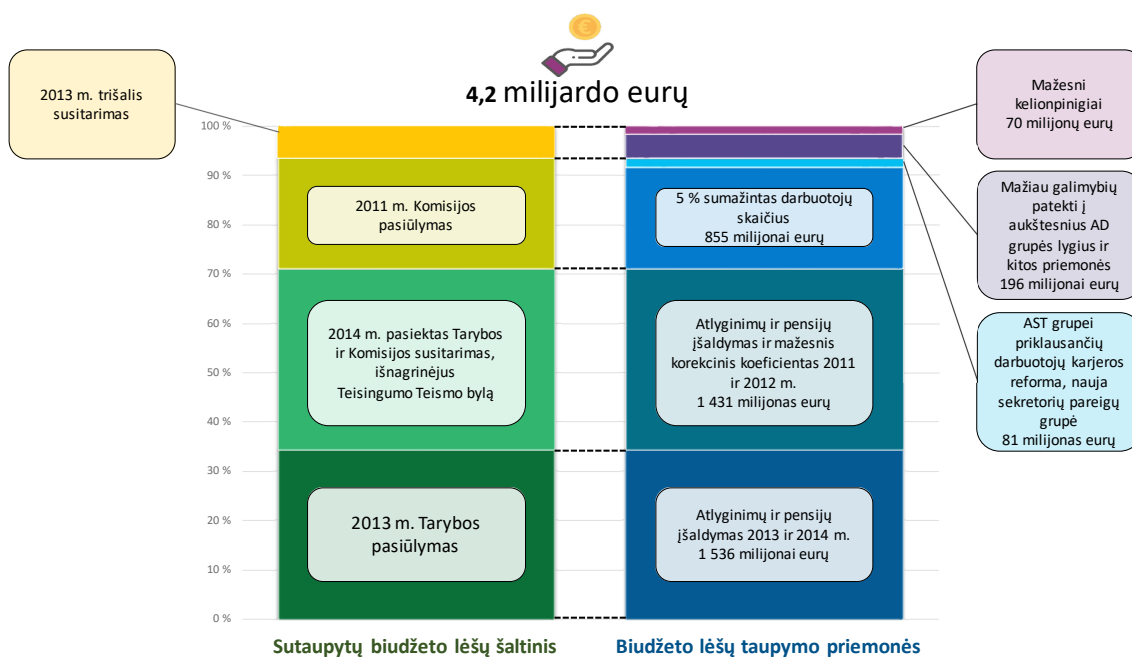 4,2 milijardo eurų
2013 m. trišalis
susitarimas
Mažesni
kelionpinigiai
70 milijonų eurų
100 %
90 %
80 %
70 %
60 %
50 %
40 %
30 %
20 %
10 %
0 %
2011 m. Komisijos
pasiūlymas
5 % sumažintas darbuotojų
skaičius
855 milijonai eurų
Mažiau galimybių
patekti į
aukštesnius AD
grupės lygius ir
kitos priemonės
196 milijonai eurų
2014 m. pasiektas Tarybos
ir Komisijos susitarimas,
išnagrinėjus
Teisingumo Teismo bylą
Atlyginimų ir pensijų
įšaldymas ir mažesnis
korekcinis koeficientas 2011
ir 2012 m.
1 431 milijonas eurų
AST grupei
priklausančių
darbuotojų karjeros
reforma, nauja
sekretorių pareigų
grupė
81 milijonas eurų
2013 m. Tarybos
pasiūlymas
Atlyginimų ir pensijų
įšaldymas 2013 ir 2014 m.
1 536 milijonai eurų
Sutaupytų biudžeto lėšų šaltinis
Biudžeto lėšų taupymo priemonės